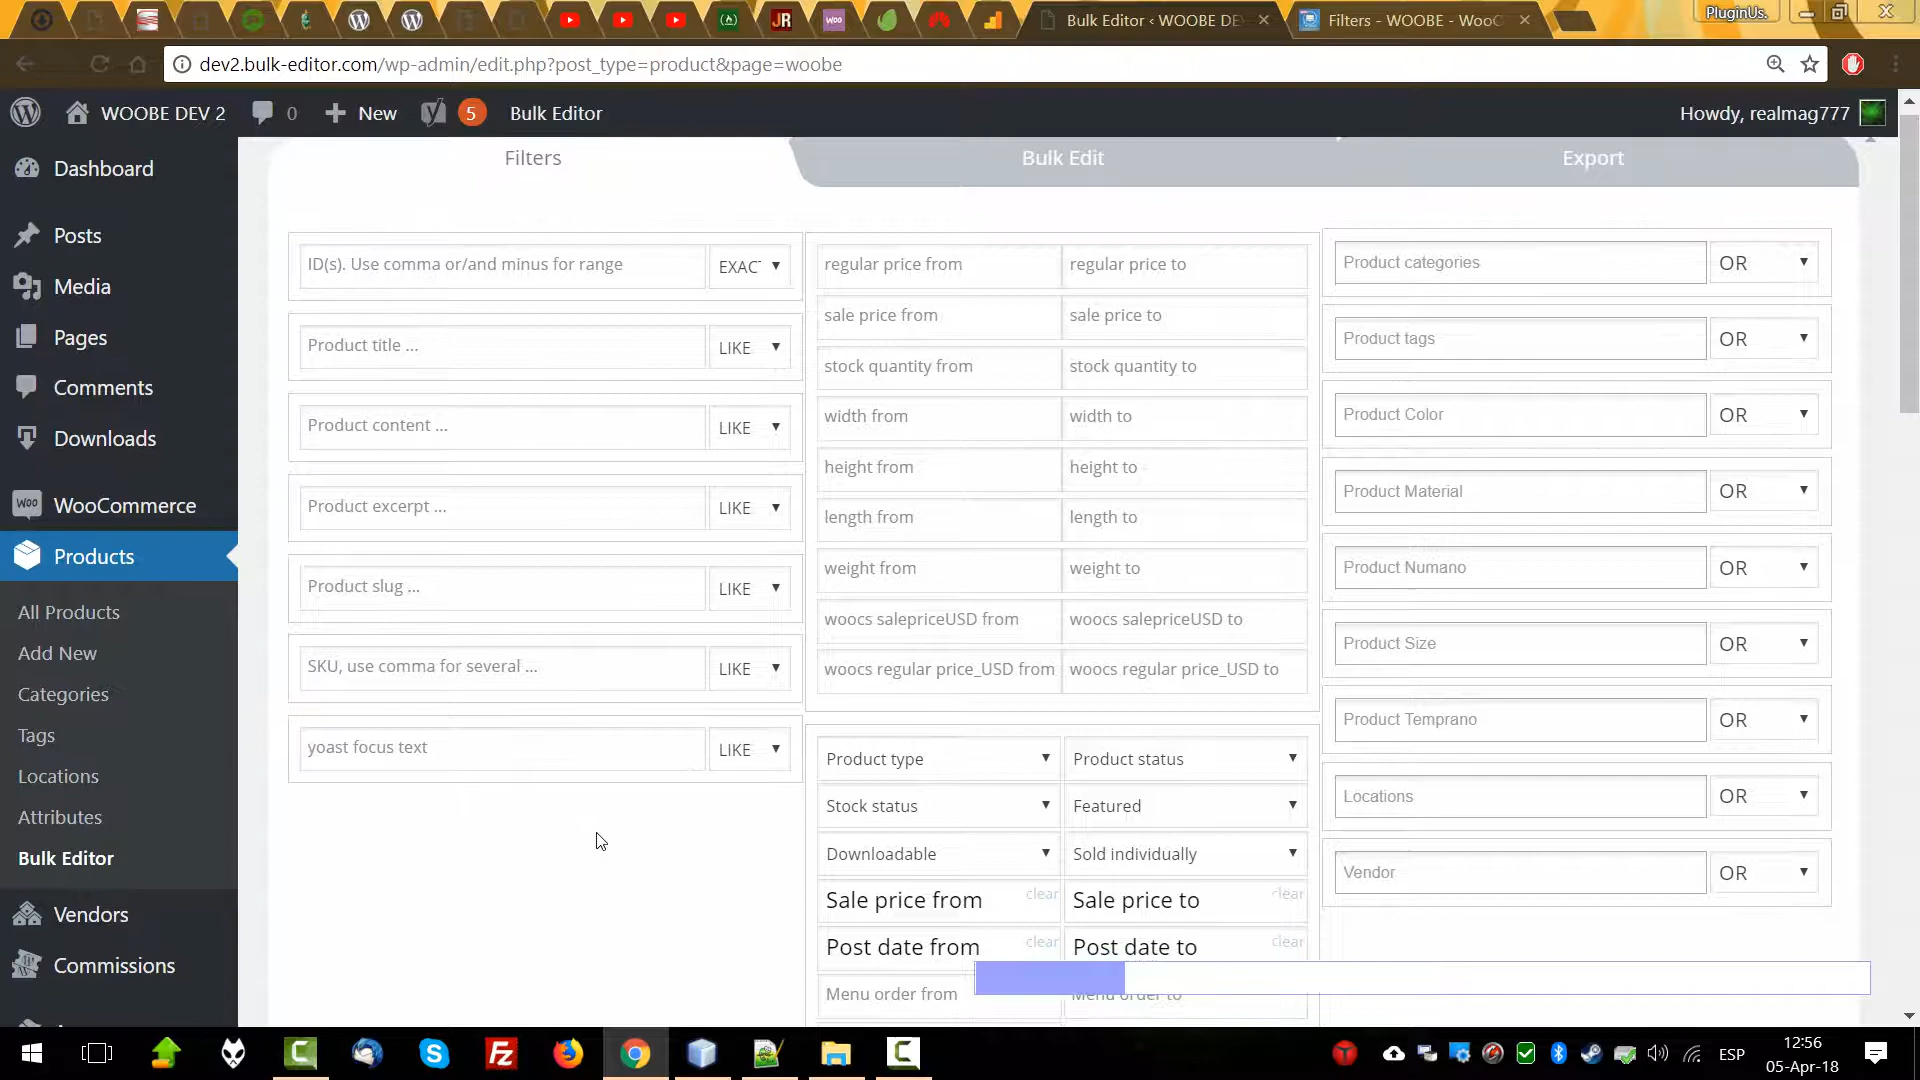 Bulk Editor ‹ WOOBE DE
Filters - WOOBE - WooC
PluginUs.
dev2.bulk-editor.com/wp-admin/edit.php?post_type=product&page=woobe
WOOBE DEV 2
0
New
5
Bulk Editor
Howdy, realmag777
Dashboard
Posts
Media
Pages
Comments
Downloads
WooCommerce
Products
All Products
Add New
Categories
Tags
Locations
Attributes
Bulk Editor
Vendors
Commissions
Filters
Bulk Edit
Export
ID(s). Use comma or/and minus for range
EXAC
Product title ...
LIKE
Product content ...
LIKE
Product excerpt ...
LIKE
Product slug ...
LIKE
SKU, use comma for several ...
LIKE
yoast focus text
LIKE
regular price from
regular price to
sale price from
sale price to
stock quantity from
stock quantity to
width from
width to
height from
height to
length from
length to
weight from
weight to
woocs salepriceUSD from
woocs salepriceUSD to
woocs regular price_USD from
woocs regular price_USD to
Product type
Product status
Stock status
Featured
Downloadable
Sold individually
Sale price from
clear
Sale price to
clear
Post date from
clear
Post date to
clear
Menu order from
Menu order to
Product categories
OR
Product tags
OR
Product Color
OR
Product Material
OR
Product Numano
OR
Product Size
OR
Product Temprano
OR
Locations
OR
Vendor
OR
ESP
12:56
05-Apr-18